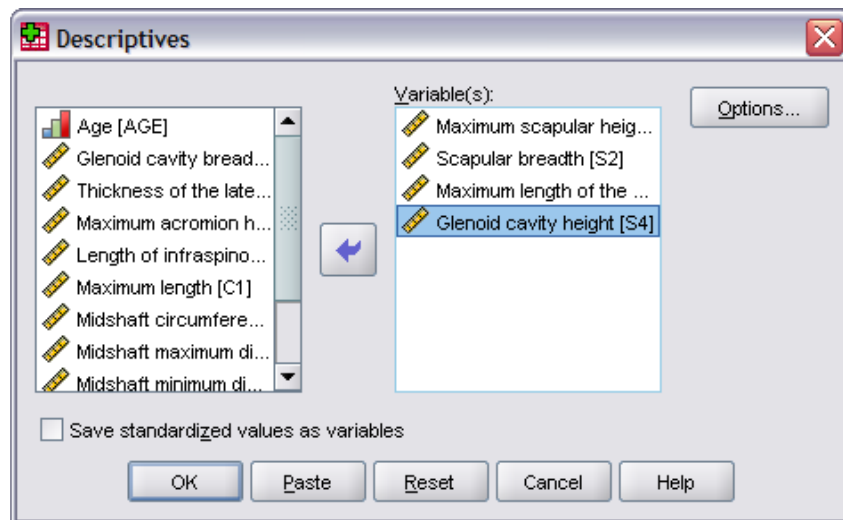 Descriptives
Age [AGE]
Glenoid cavity bread...
Thickness of the late...
Maximum acromion h...
Length of infraspino...
Maximum length [C1]
Midshaft circumfere...
Midshaft maximum di...
Midshaft minimum di...
Variable(s):
Maximum scapular heig...
Scapular breadth [S2]
Maximum length of the ...
Glenoid cavity height [S4]
Options...
Save standardized values as variables
OK Paste Reset Cancel Help